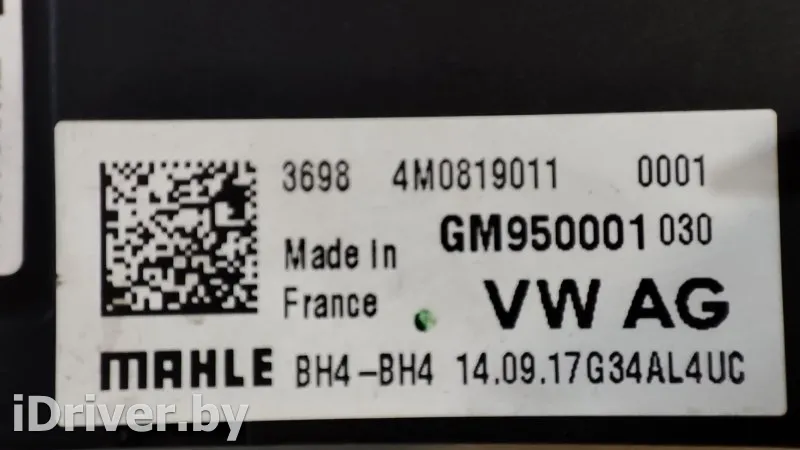 3698 4M0819011 0001
GM950001 030
Made in
France
VW AG
MAHLE BH4-BH4 14.09.17G34AL4UC
iDriver.by